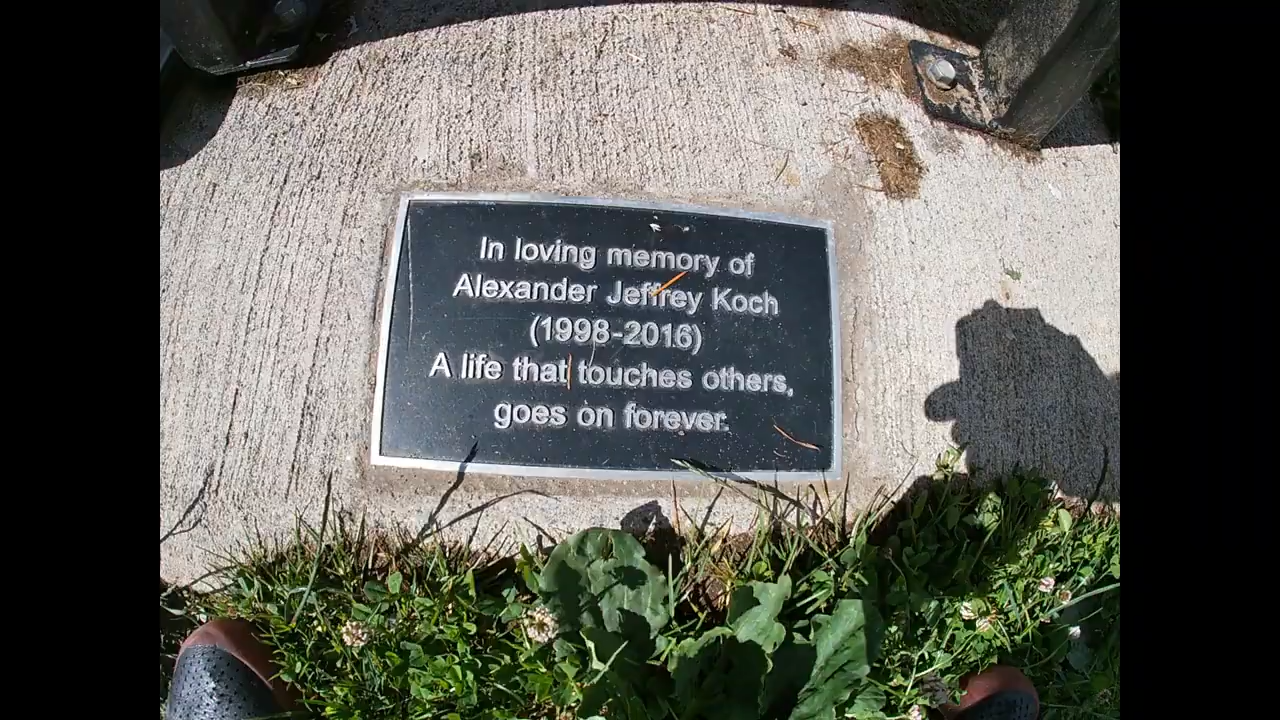 In loving memory of
Alexander Jeffrey Koch
(1998-2016)
A life that touches others,
goes on forever.